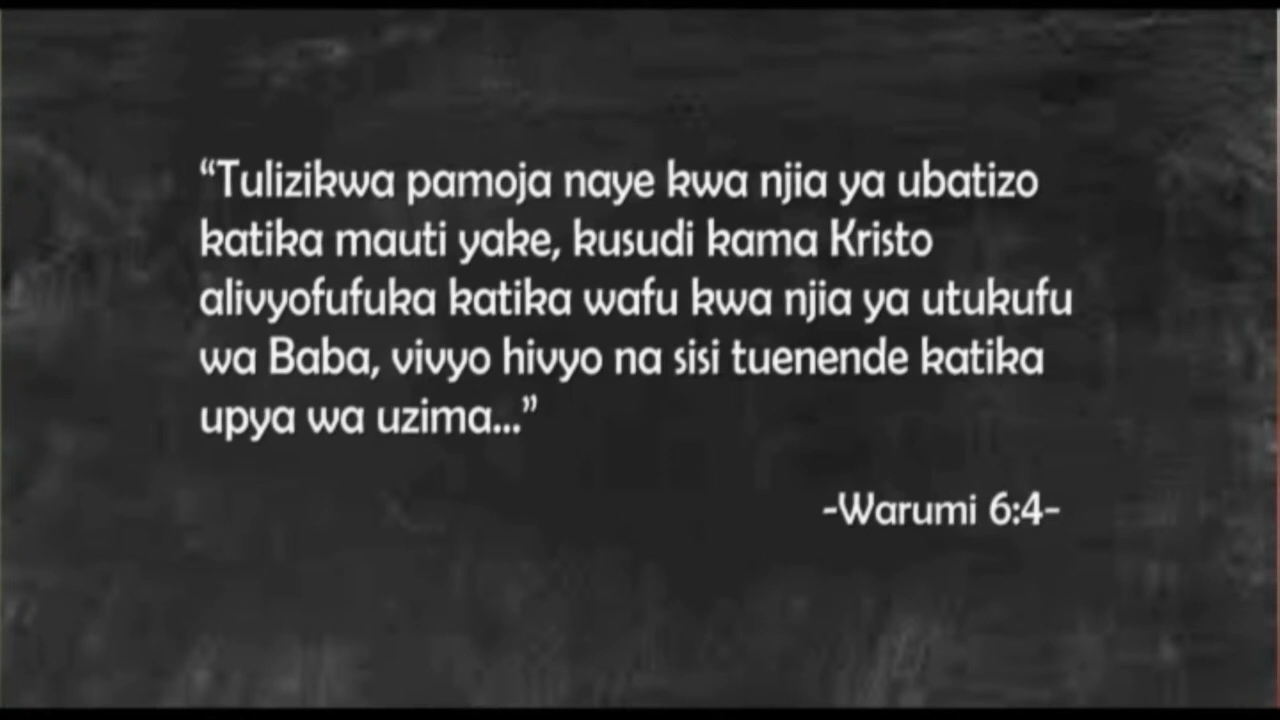 “Tulizikwa pamoja naye kwa njia ya ubatizo
katika mauti yake, kusudi kama Kristo
alivyofufuka katika wafu kwa njia ya utukufu
wa Baba, vivyo hivyo na sisi tuenende katika
upya wa uzima...”
-Warumi 6:4-